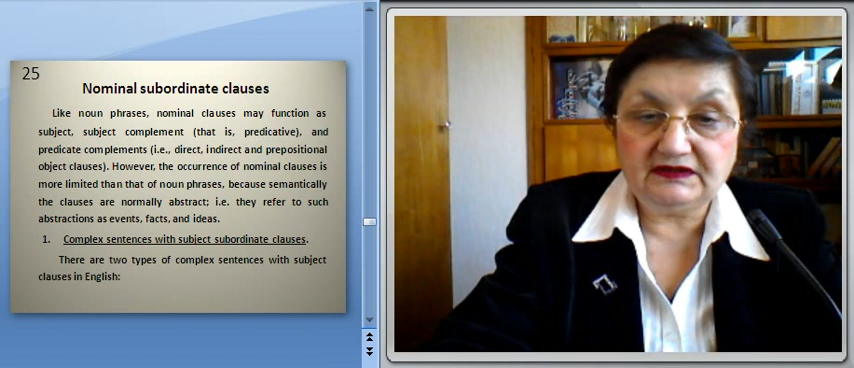 25
Nominal subordinate clauses
Like noun phrases, nominal clauses may function as
subject, subject complement (that is, predicative), and
predicate complements (i.e., direct, indirect and prepositional
object clauses). However, the occurrence of nominal clauses is
more limited than that of noun phrases, because semantically
the clauses are normally abstract; i.e. they refer to such
abstractions as events, facts, and ideas.
1. Complex sentences with subject subordinate clauses.
There are two types of complex sentences with subject
clauses in English: